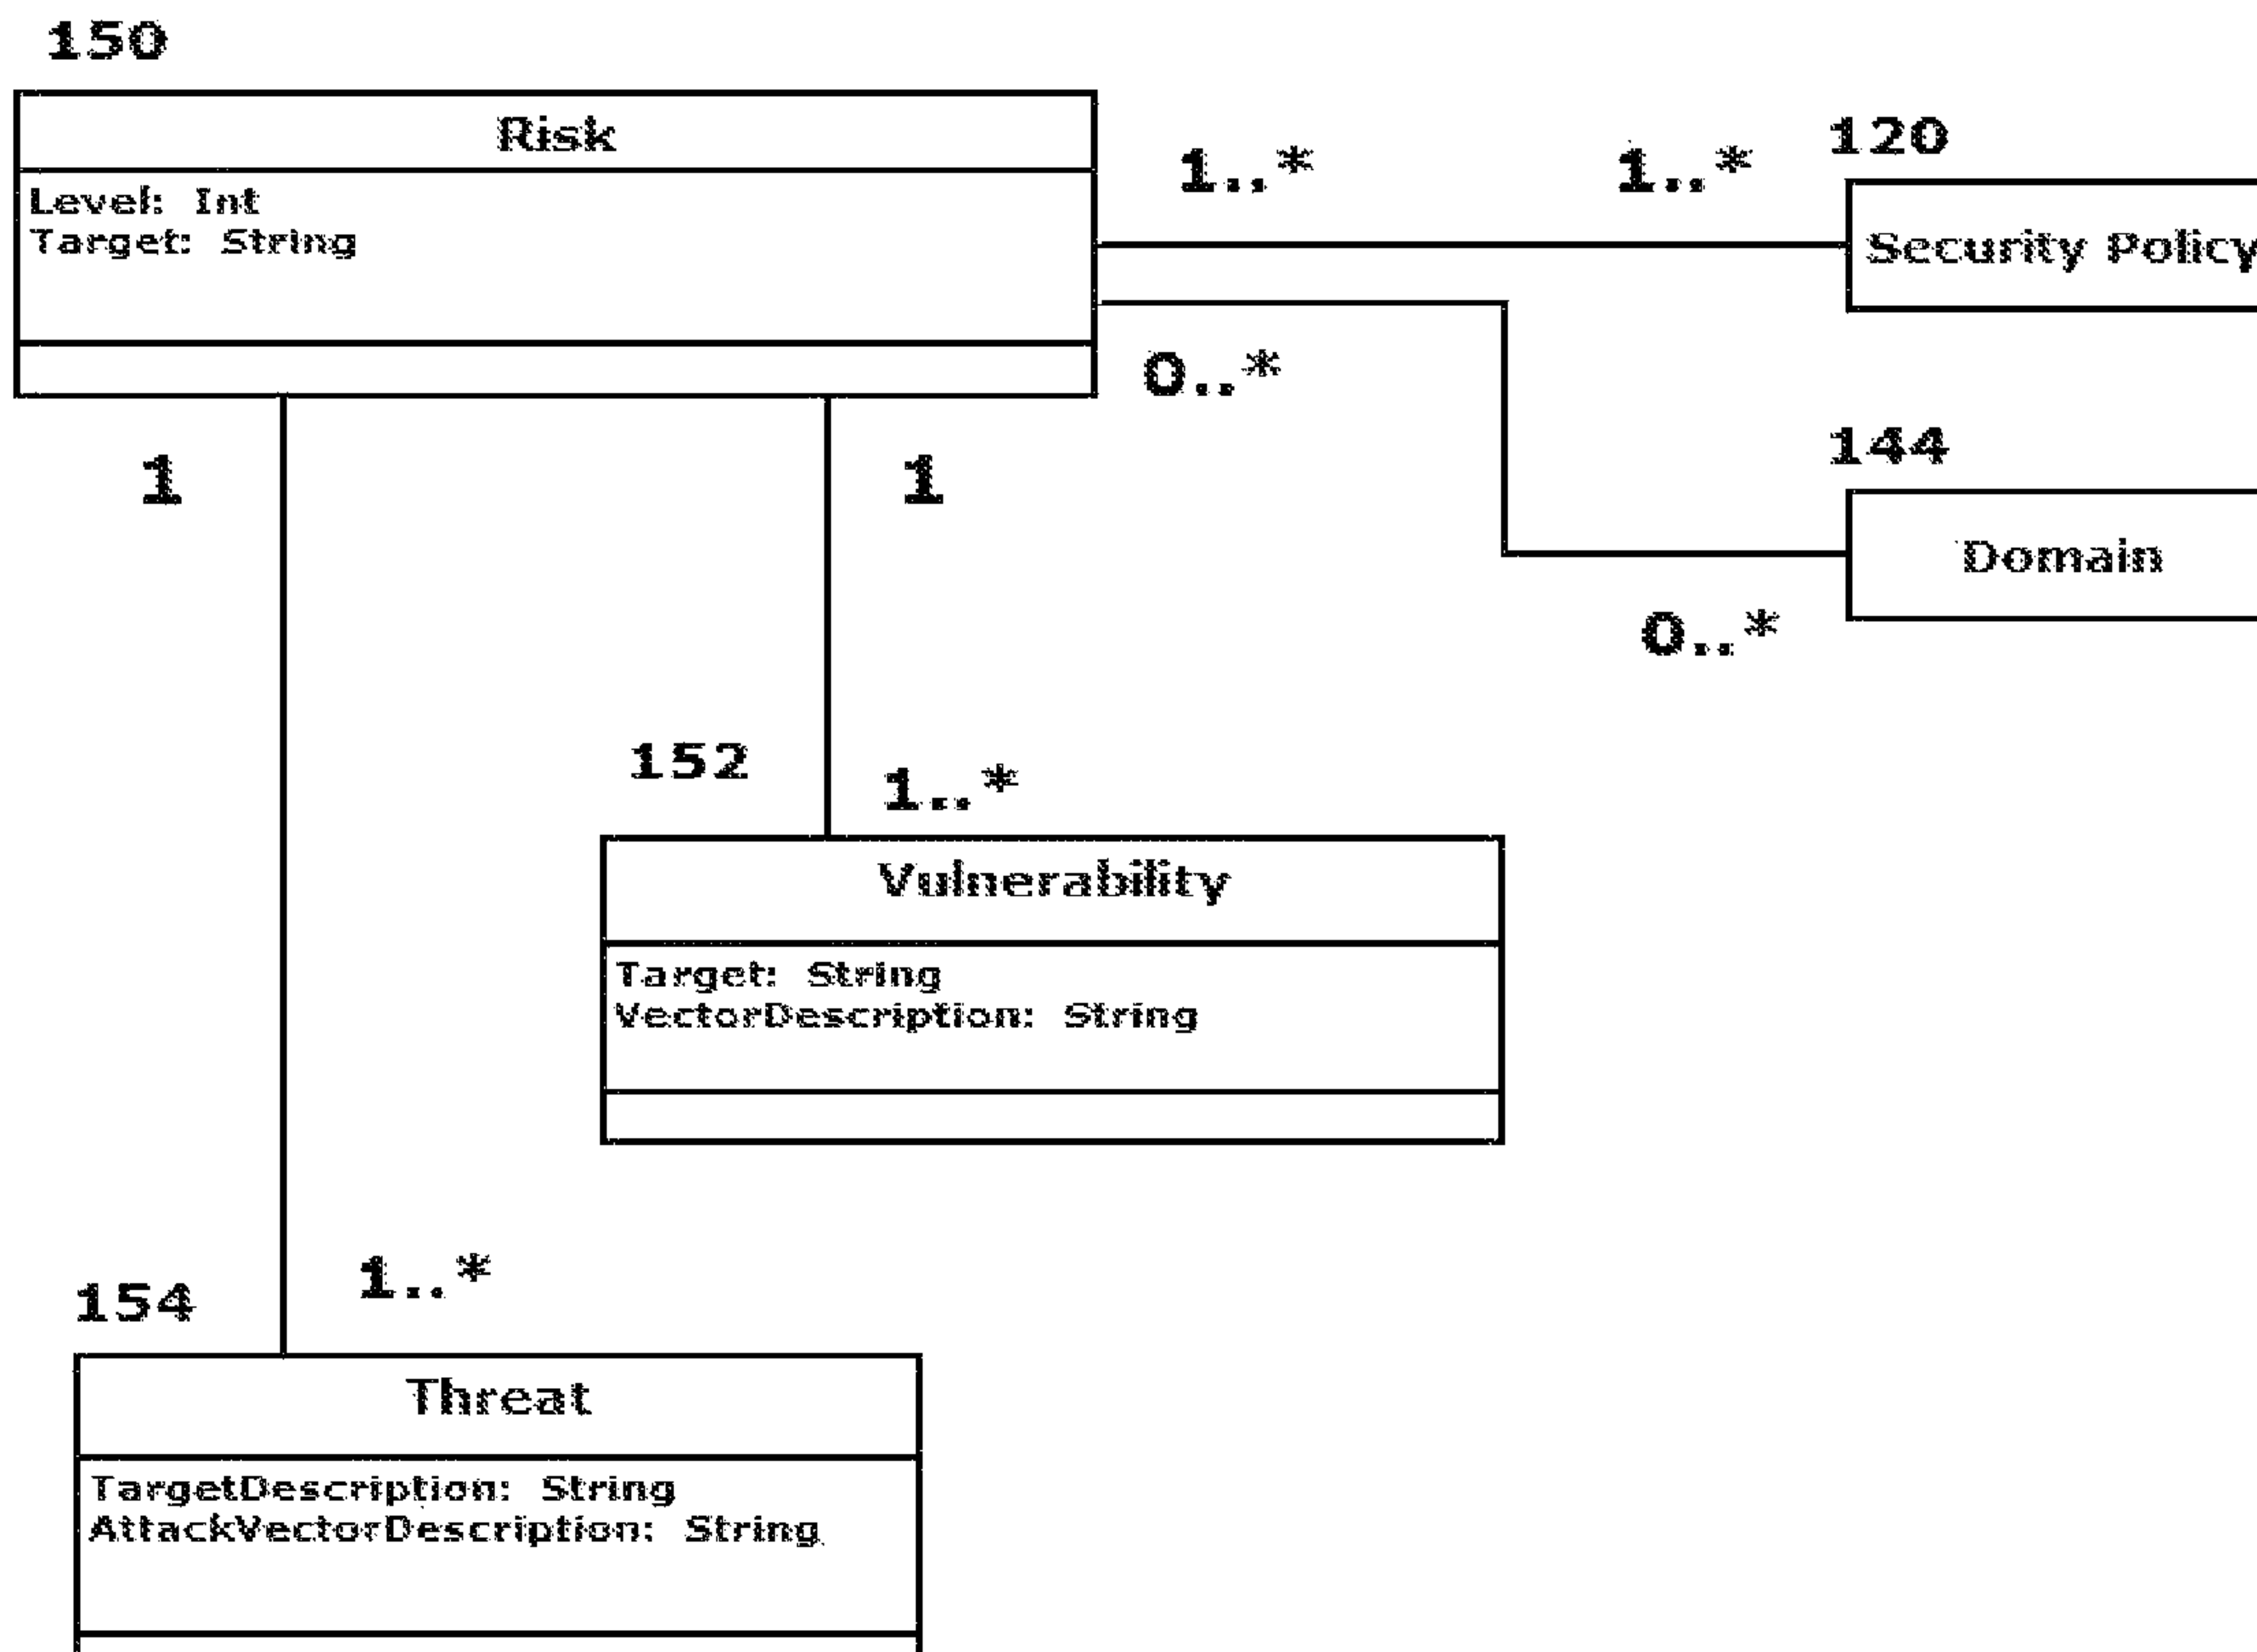 150
Risk
Level: Int
Target: String
1..*
1..*
120
Security Policy
0..*
144
Domain
0..*
1
1
152
1..*
Vulnerability
Target: String
VectorDescription: String
154
1..*
Threat
TargetDescription: String
AttackVectorDescription: String